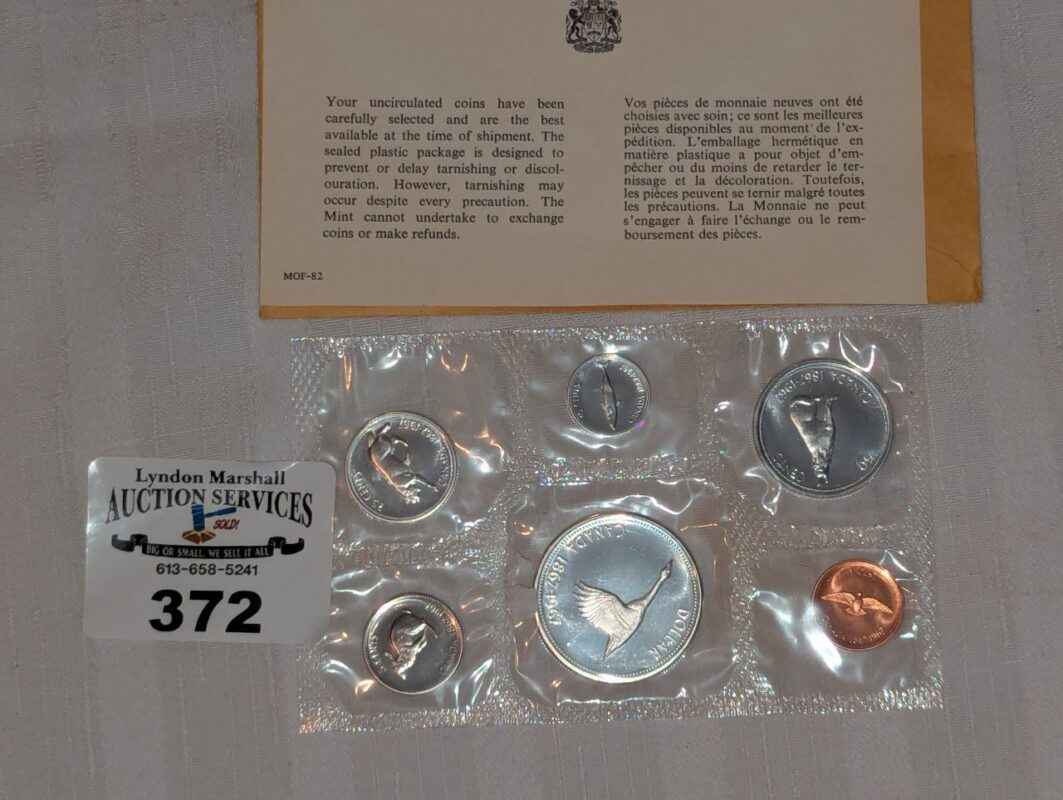 Your uncirculated coins have been
carefully selected and are the best
available at the time of shipment. The
sealed plastic package is designed to
prevent or delay tarnishing or discol-
ouration. However, tarnishing may
occur despite every precaution. The
Mint cannot undertake to exchange
coins or make refunds.
Vos pièces de monnaie neuves ont été
choisies avec soin; ce sont les meilleures
pièces disponibles au moment de l'ex-
pédition. L'emballage hermétique en
matière plastique a pour objet d'em-
pêcher ou du moins de retarder le ter-
nissage et la décoloration. Toutefois,
les pièces peuvent se ternir malgré toutes
les précautions. La Monnaie ne peut
s'engager à faire l'échange ou le rem-
boursement des pièces.
MOF-82
Lyndon Marshall
AUCTION SERVICES
SOLD!
BIG OR SMALL, WE SELL IT ALL
613-658-5241
372
CANADA 1867-1967
CENTS
CANADA
1867-1967
DOLLAR